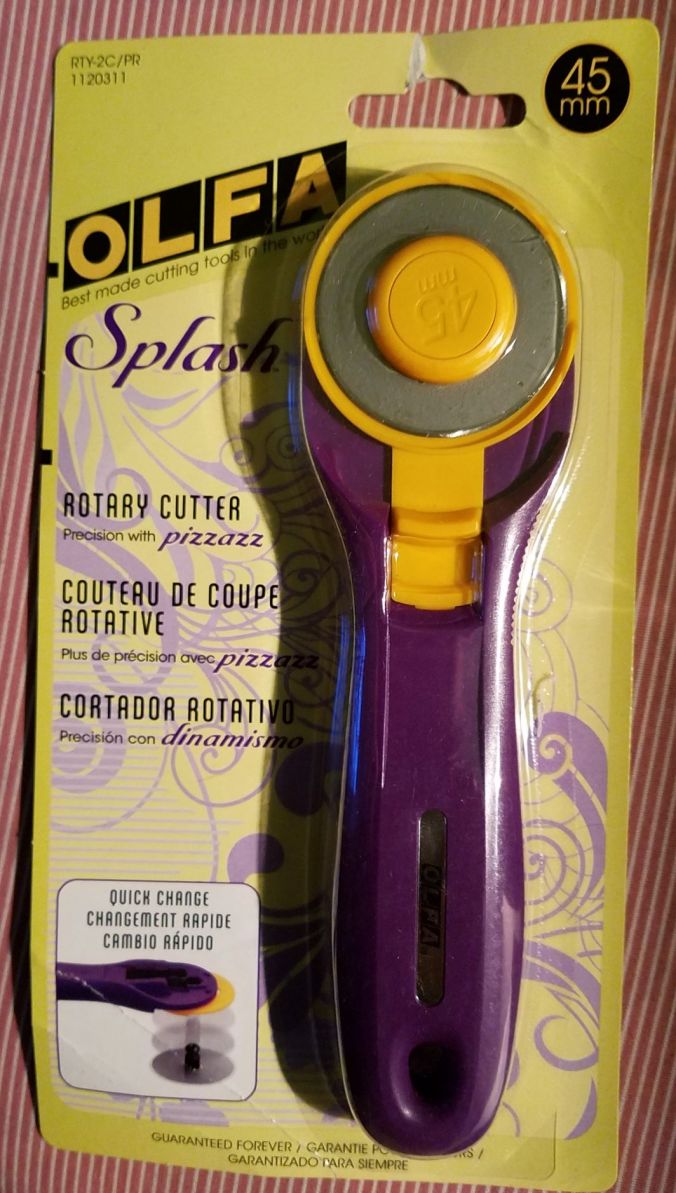 RTY-2C/PR
1120311
45
mm
OLFA
Best made cutting tools in the
Splash
45
mm
ROTARY CUTTER
Precision with pizzazz
COUTEAU DE COUPE
ROTATIVE
Plus de précision avec pizzazz
CORTADOR ROTATIVO
Precisión con dinamismo
OLFA
QUICK CHANGE
CHANGEMENT RAPIDE
CAMBIO RÁPIDO
GUARANTEED FOREVER / GARANTIE
GARANTIZADO PARA SIEMPRE